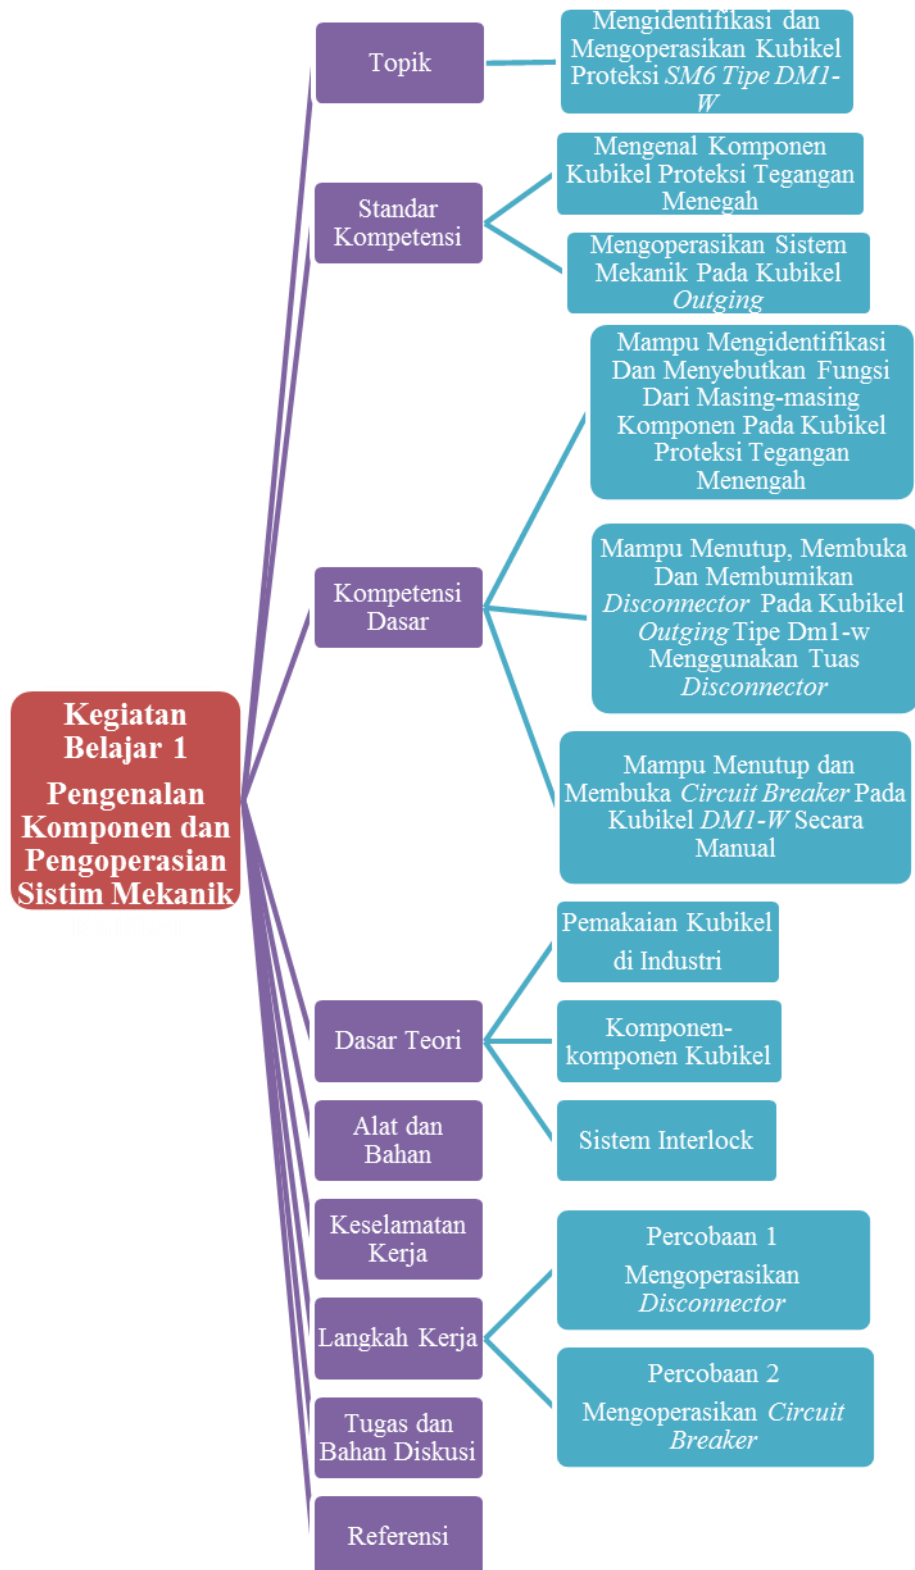 Kegiatan
Belajar 1
Pengenalan
Komponen dan
Pengoperasian
Sistim Mekanik
Topik
Mengidentifikasi dan
Mengoperasikan Kubikel
Proteksi SM6 Tipe DM1-
W
Standar
Kompetensi
Mengenal Komponen
Kubikel Proteksi Tegangan
Menegah
Mengoperasikan Sistem
Mekanik Pada Kubikel
Outging
Kompetensi
Dasar
Mampu Mengidentifikasi
Dan Menyebutkan Fungsi
Dari Masing-masing
Komponen Pada Kubikel
Proteksi Tegangan
Menengah
Mampu Menutup, Membuka
Dan Membumikan
Disconnector Pada Kubikel
Outging Tipe Dm1-w
Menggunakan Tuas
Disconnector
Mampu Menutup dan
Membuka Circuit Breaker Pada
Kubikel DM1-W Secara
Manual
Dasar Teori
Pemakaian Kubikel
di Industri
Komponen-
komponen Kubikel
Sistem Interlock
Alat dan
Bahan
Keselamatan
Kerja
Langkah Kerja
Percobaan 1
Mengoperasikan
Disconnector
Percobaan 2
Mengoperasikan Circuit
Breaker
Tugas dan
Bahan Diskusi
Referensi